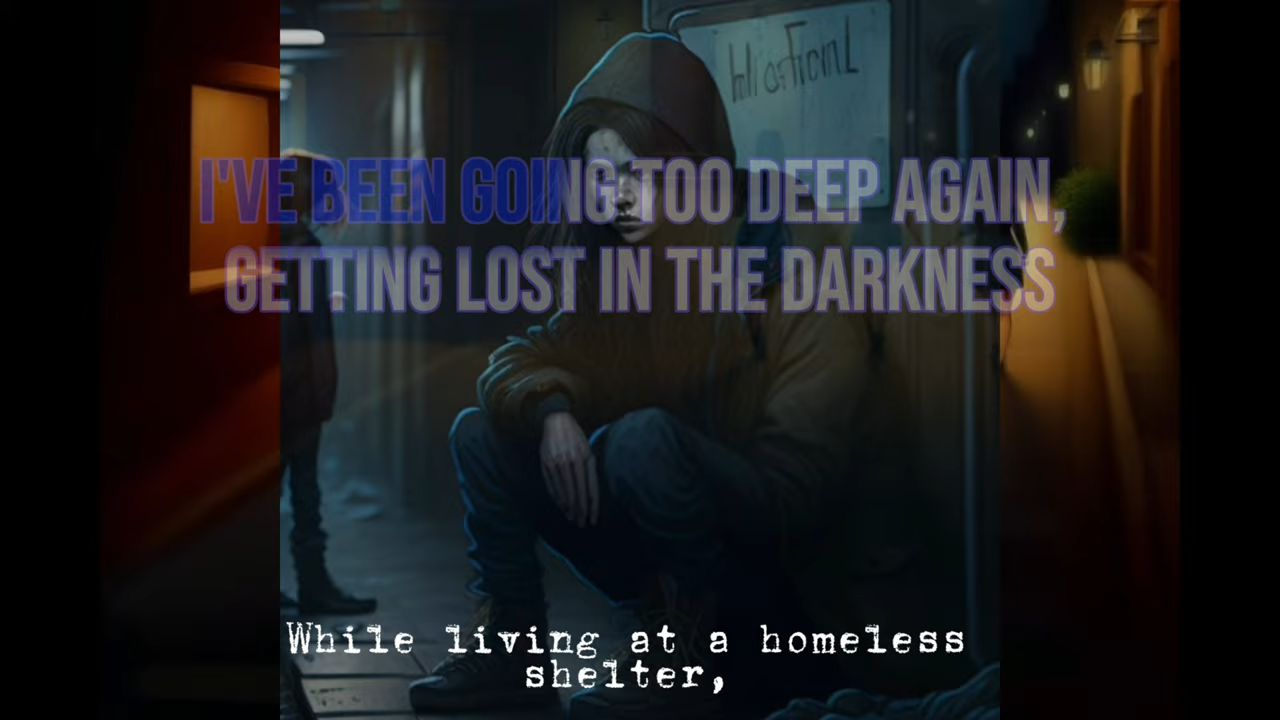 I'VE BEEN GOING TOO DEEP AGAIN,
GETTING LOST IN THE DARKNESS
While living at a homeless
shelter,